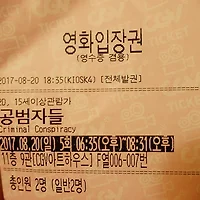 영화입장권
(영수증 겸용)
2017-08-20 18:35(KIOSK4) [전체발권]
2D, 15세이상관람가
공범자들
Criminal Conspiracy
2017.08.20(일) 5회 06:35(오후)~08:31(오후)
11층 9관[CGV아트하우스] F열 006~007번
총인원 2명 (일반2명)